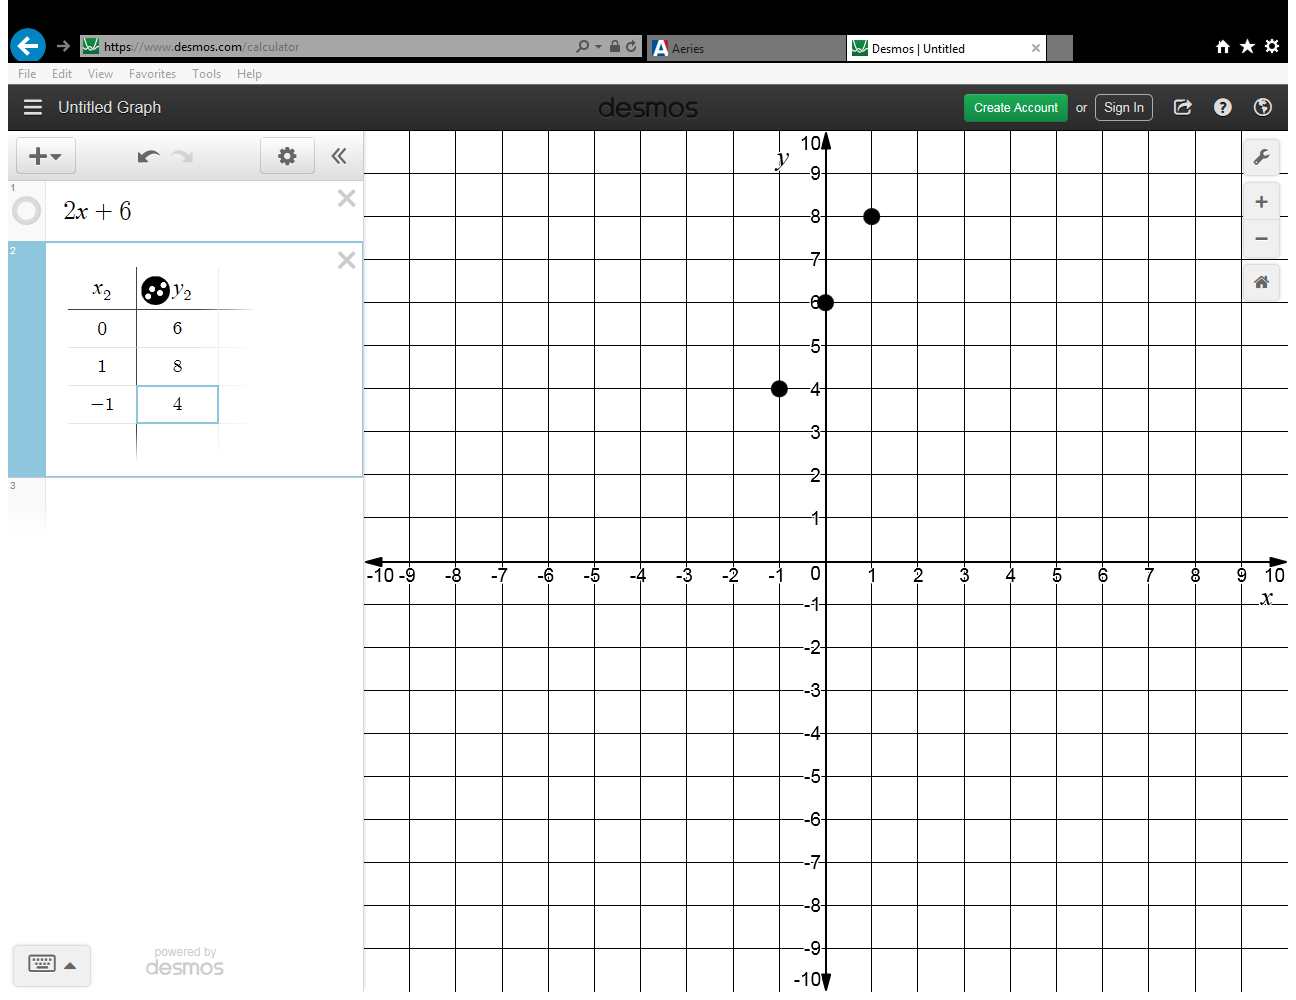 https://www.desmos.com/calculator
Aeries
Desmos | Untitled
File Edit View Favorites Tools Help
Untitled Graph
desmos
Create Account or Sign In
1
2x + 6
2
x₂ y₂
0 6
1 8
−1 4
3
powered by
desmos
y
10
9
8
7
6
5
4
3
2
1
-10 -9 -8 -7 -6 -5 -4 -3 -2 -1 0 1 2 3 4 5 6 7 8 9 10
x
-1
-2
-3
-4
-5
-6
-7
-8
-9
-10